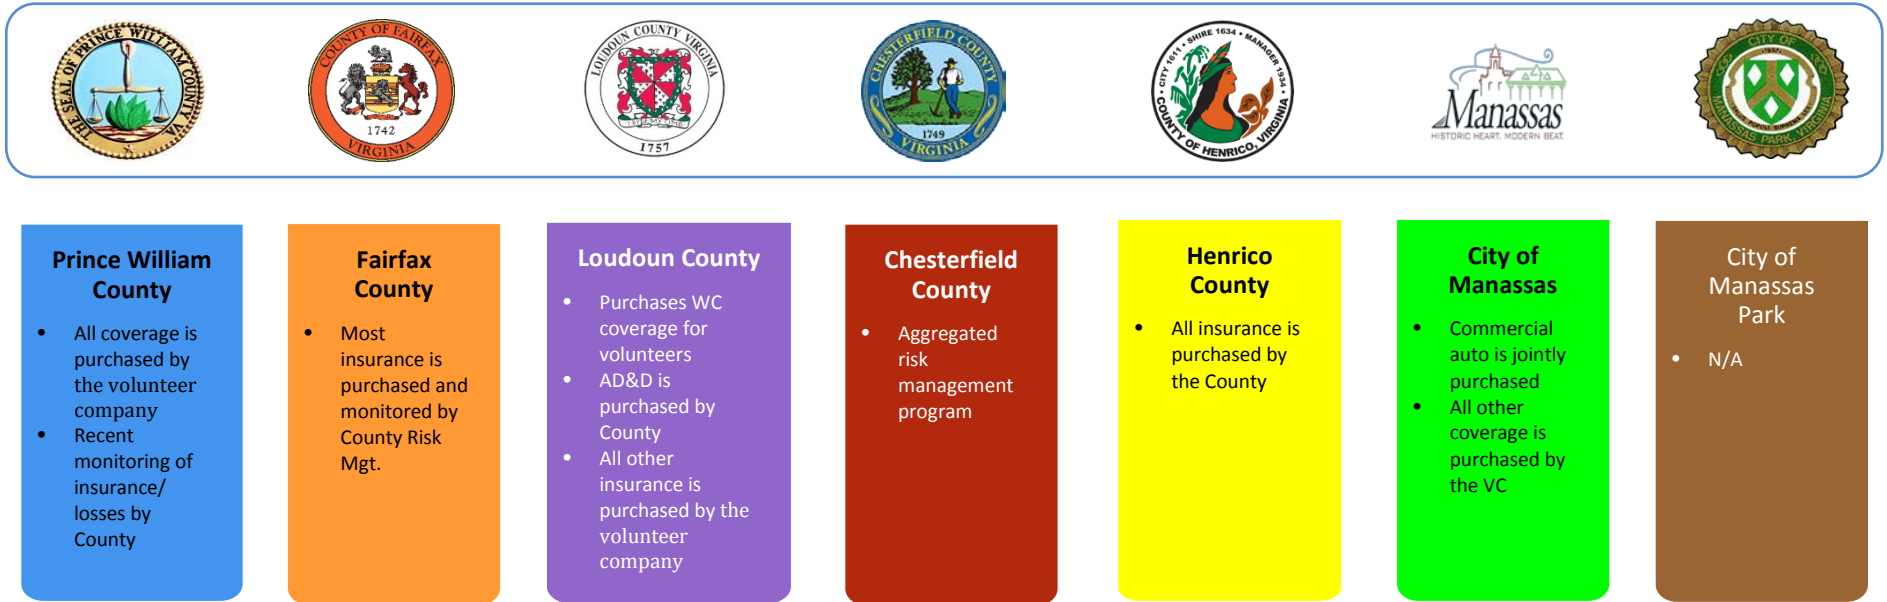 THE SEAL OF PRINCE WILLIAM COUNTY VA.
COUNTY OF FAIRFAX
1742
VIRGINIA
LOUDOUN COUNTY VIRGINIA
1757
CHESTERFIELD COUNTY
1749
VIRGINIA
CITY 1611 • SHIRE 1634 • MANAGER 1934 •
COUNTY OF HENRICO, VIRGINIA
Manassas
HISTORIC HEART. MODERN BEAT.
CITY OF
MANASSAS PARK, VIRGINIA
Prince William
County
• All coverage is
purchased by
the volunteer
company
• Recent
monitoring of
insurance/
losses by
County
Fairfax
County
• Most
insurance is
purchased and
monitored by
County Risk
Mgt.
Loudoun County
• Purchases WC
coverage for
volunteers
• AD&D is
purchased by
County
• All other
insurance is
purchased by the
volunteer
company
Chesterfield
County
• Aggregated
risk
management
program
Henrico
County
• All insurance is
purchased by
the County
City of
Manassas
• Commercial
auto is jointly
purchased
• All other
coverage is
purchased by
the VC
City of
Manassas
Park
• N/A